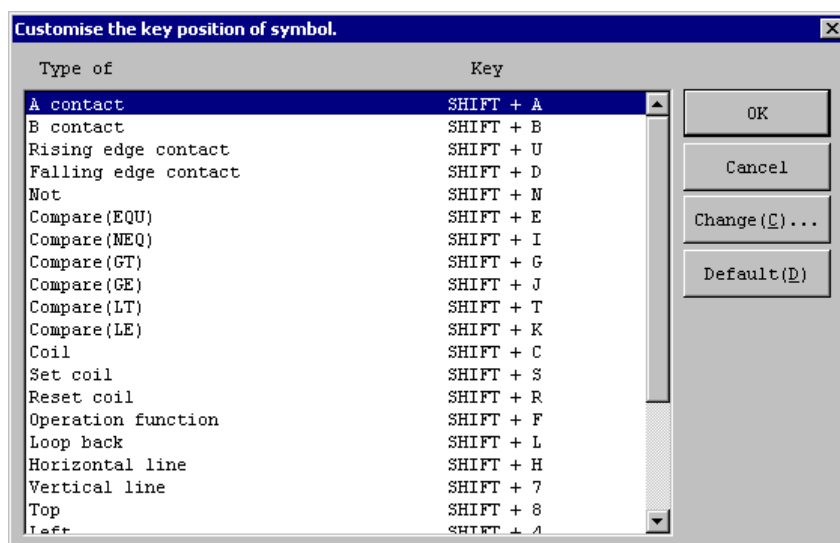 Customise the key position of symbol.
Type of Key
A contact SHIFT + A
B contact SHIFT + B
Rising edge contact SHIFT + U
Falling edge contact SHIFT + D
Not SHIFT + N
Compare(EQU) SHIFT + E
Compare(NEQ) SHIFT + I
Compare(GT) SHIFT + G
Compare(GE) SHIFT + J
Compare(LT) SHIFT + T
Compare(LE) SHIFT + K
Coil SHIFT + C
Set coil SHIFT + S
Reset coil SHIFT + R
Operation function SHIFT + F
Loop back SHIFT + L
Horizontal line SHIFT + H
Vertical line SHIFT + 7
Top SHIFT + 8
Left SHIFT + 4
OK
Cancel
Change(C)...
Default(D)